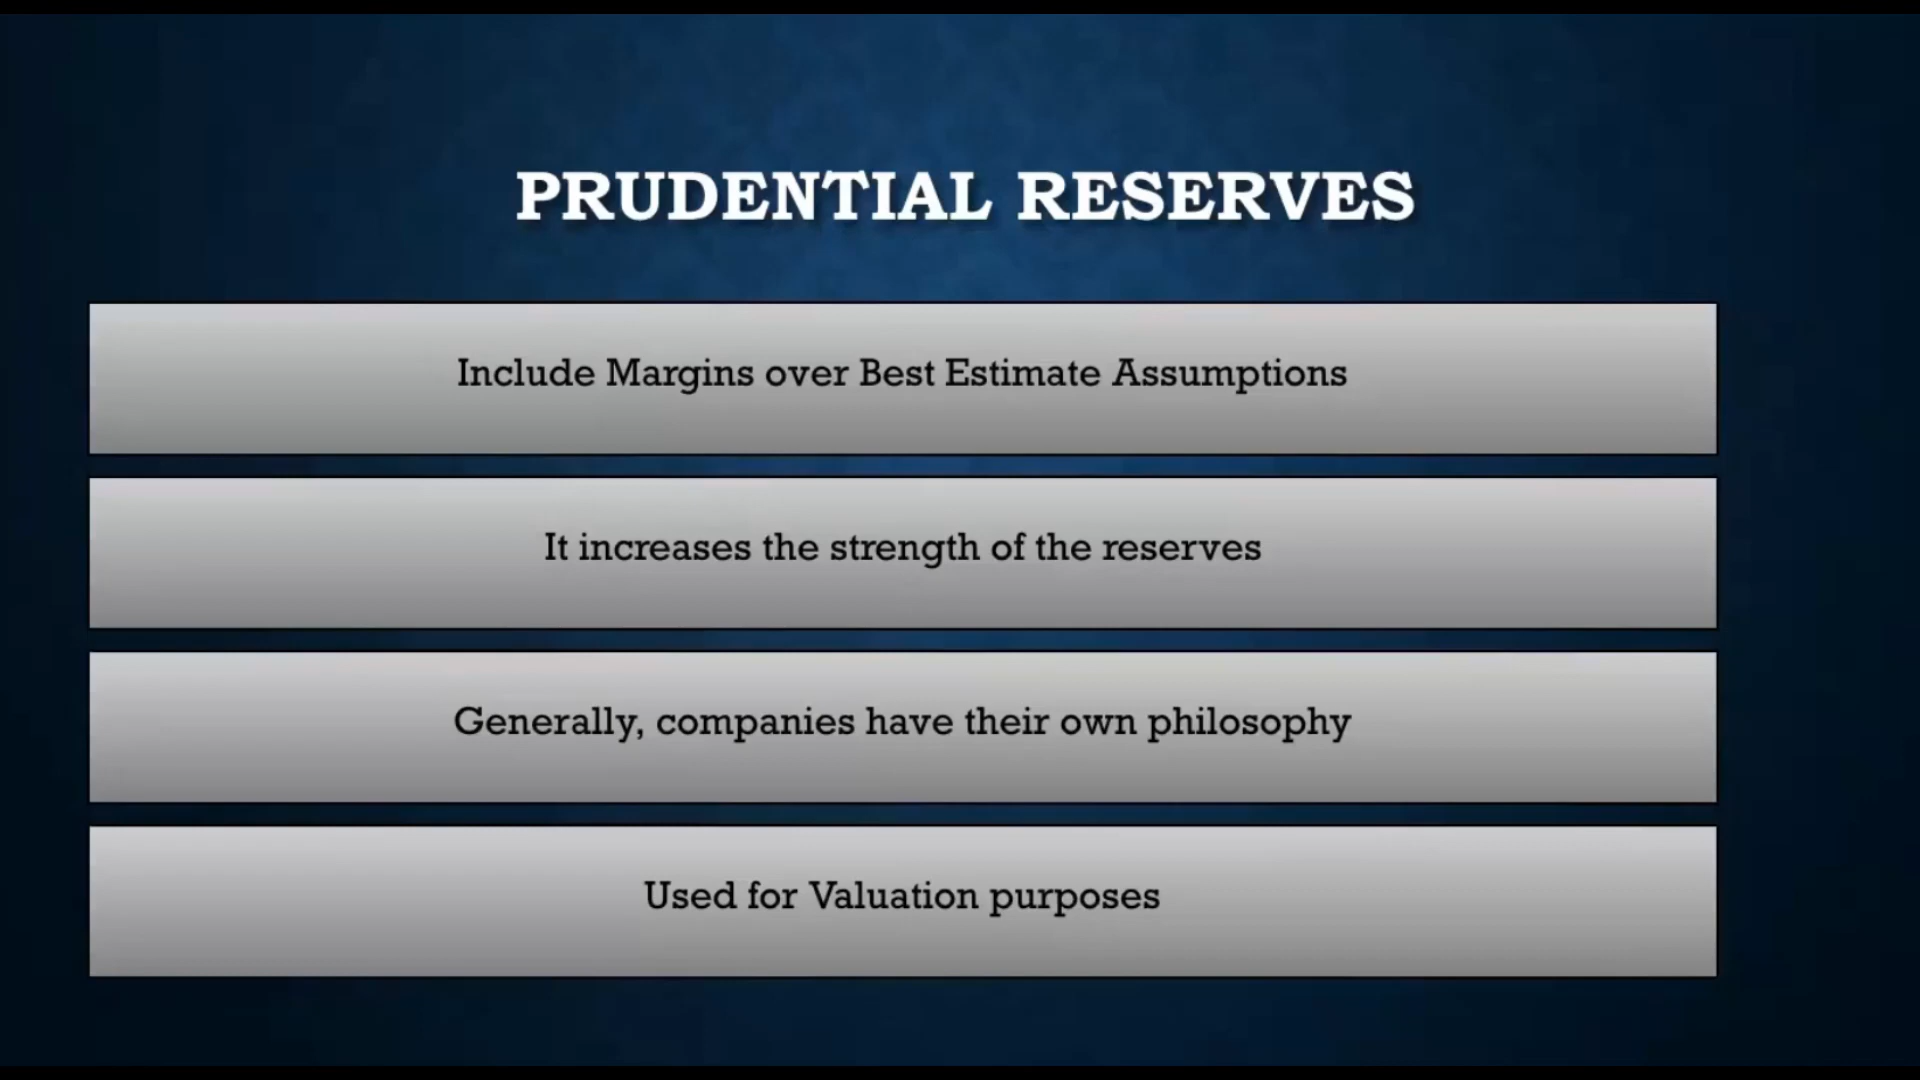 PRUDENTIAL RESERVES
Include Margins over Best Estimate Assumptions
It increases the strength of the reserves
Generally, companies have their own philosophy
Used for Valuation purposes